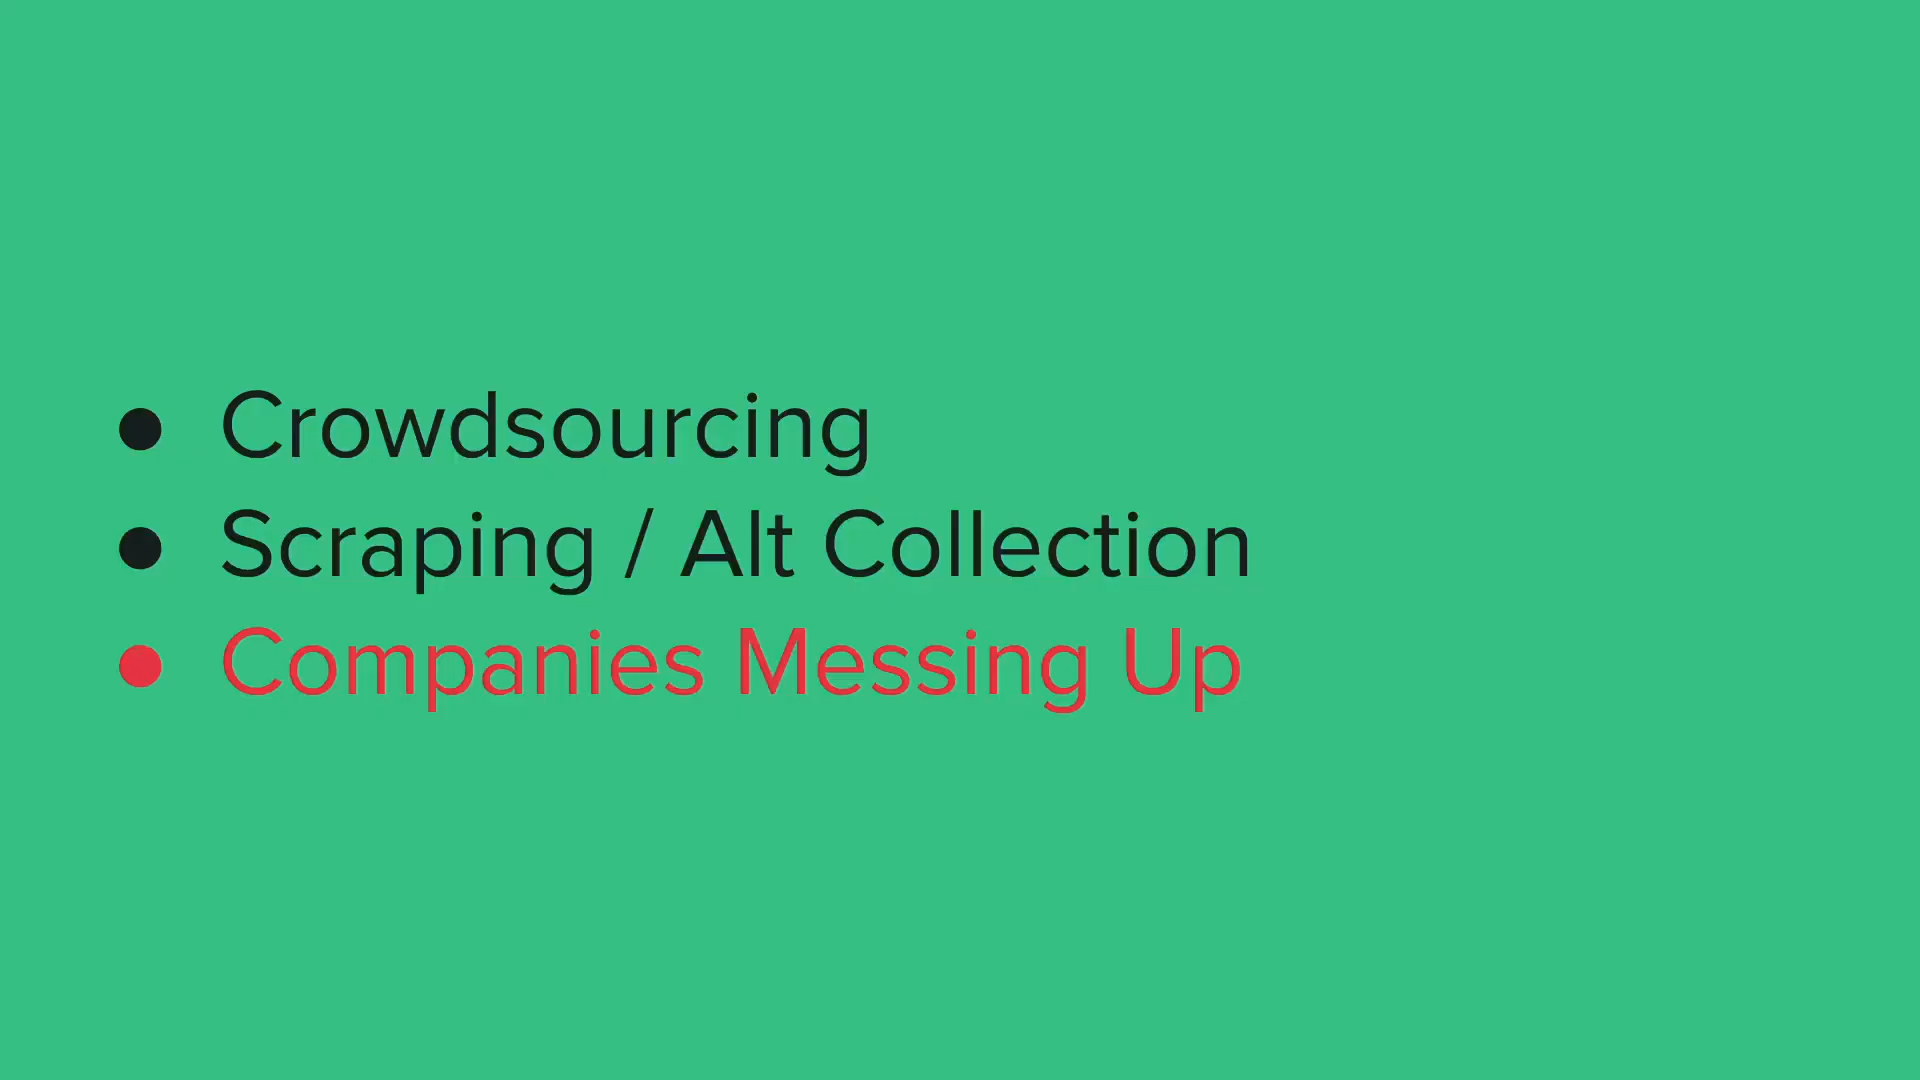 ● Crowdsourcing
● Scraping / Alt Collection
● Companies Messing Up